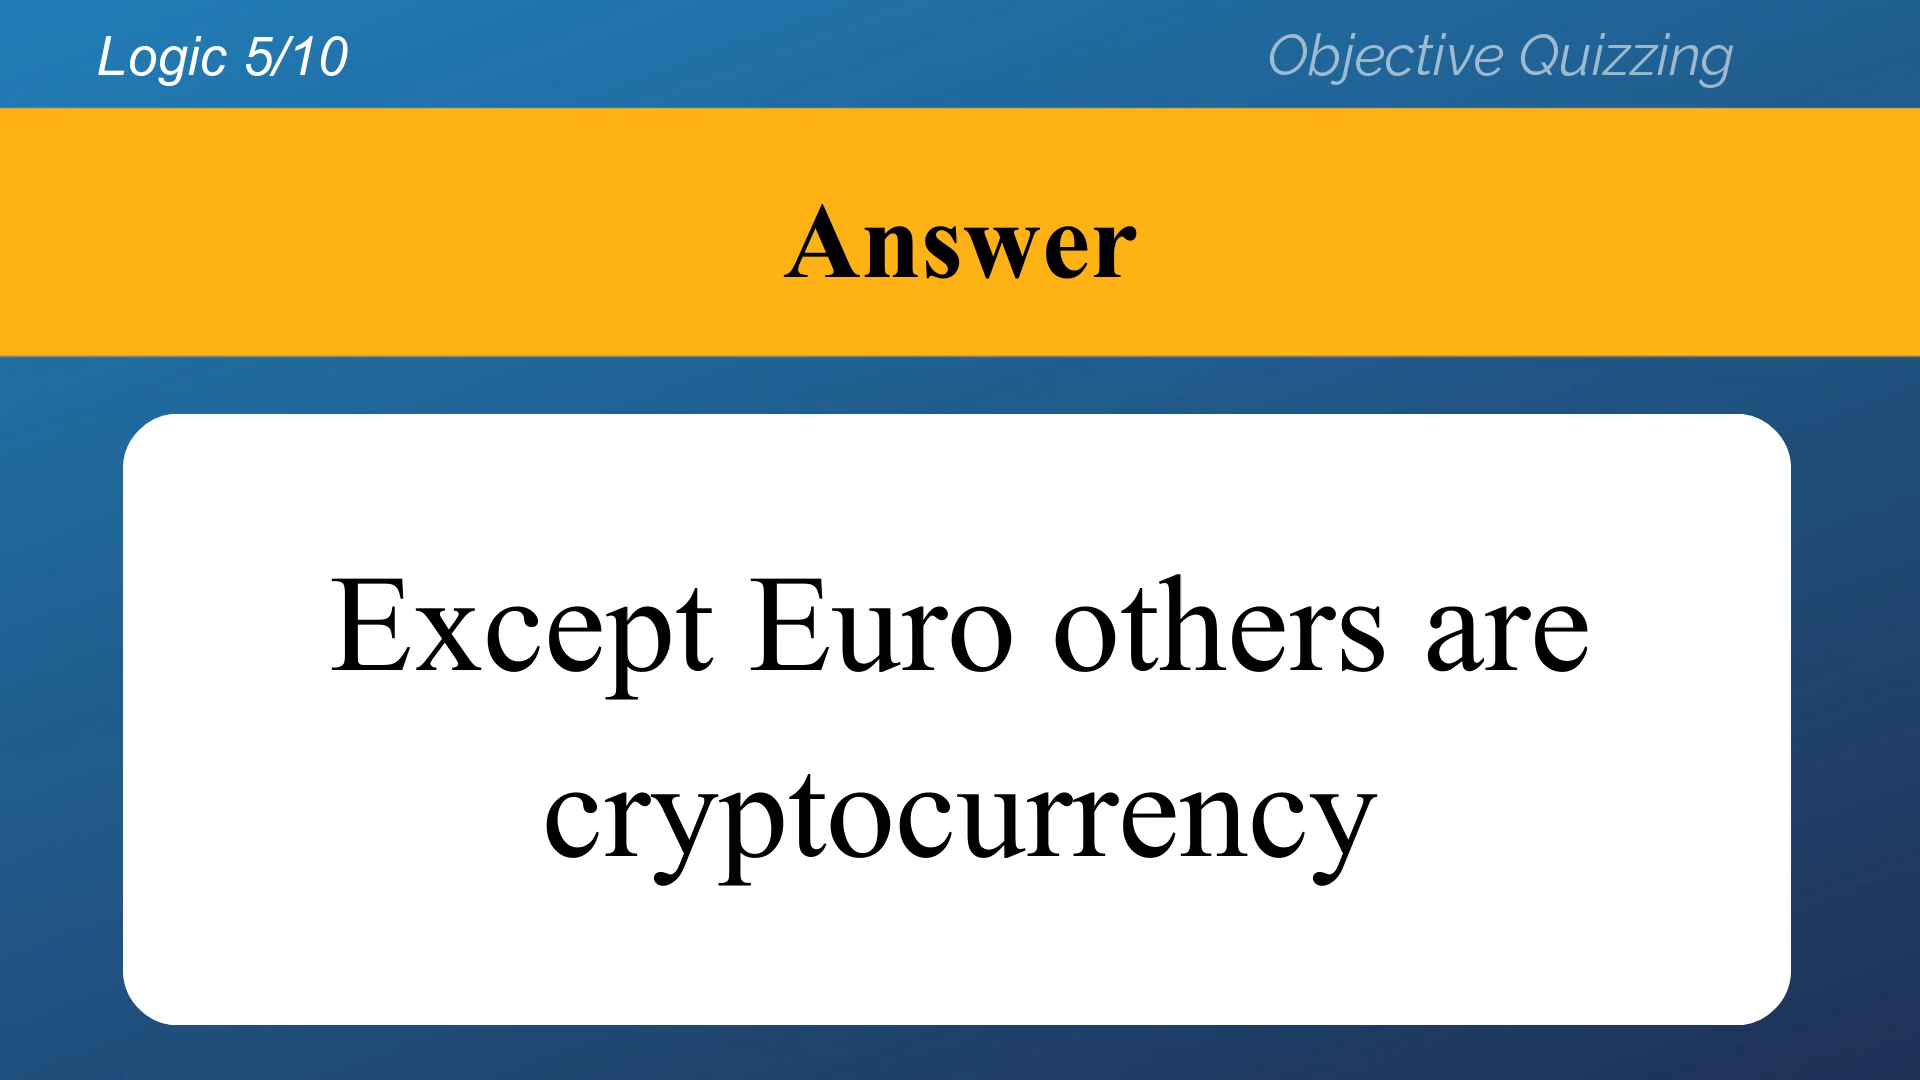 Logic 5/10
Objective Quizzing
Answer
Except Euro others are
cryptocurrency